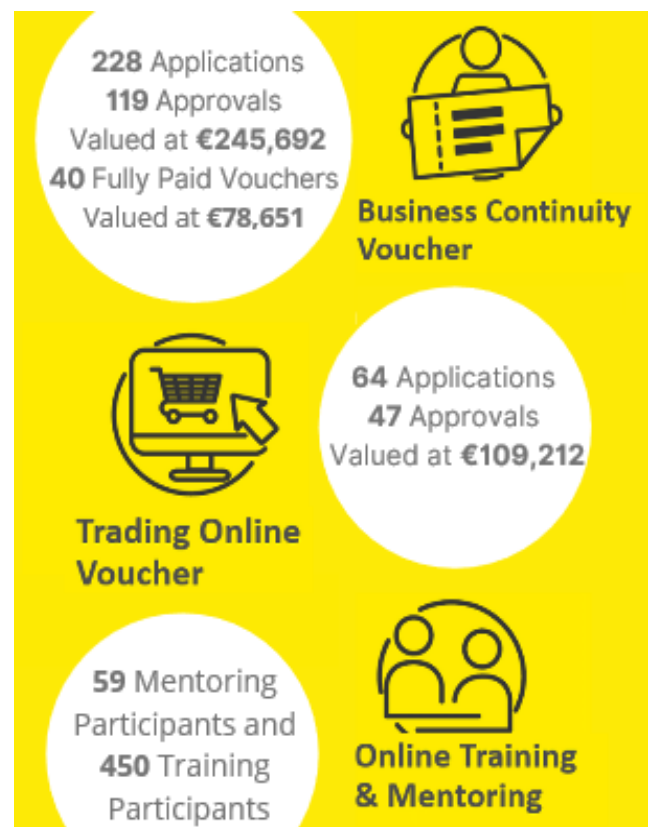 228 Applications
119 Approvals
Valued at €245,692
40 Fully Paid Vouchers
Valued at €78,651
Business Continuity
Voucher
64 Applications
47 Approvals
Valued at €109,212
Trading Online
Voucher
59 Mentoring
Participants and
450 Training
Participants
Online Training
& Mentoring